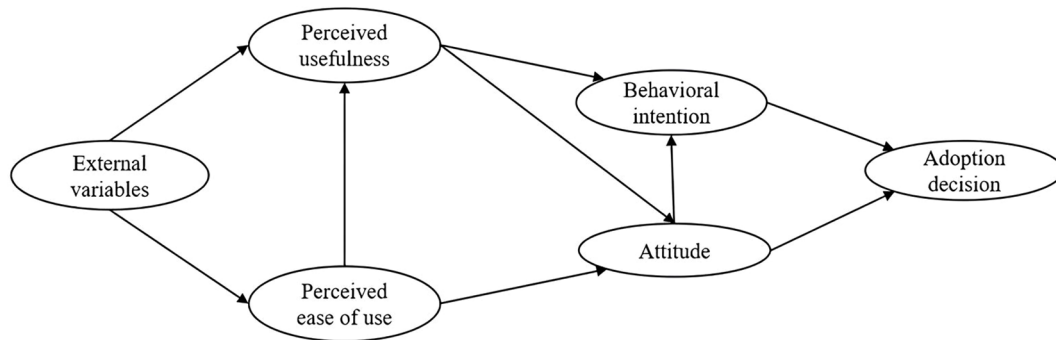 Perceived
usefulness
Behavioral
intention
External
variables
Adoption
decision
Attitude
Perceived
ease of use